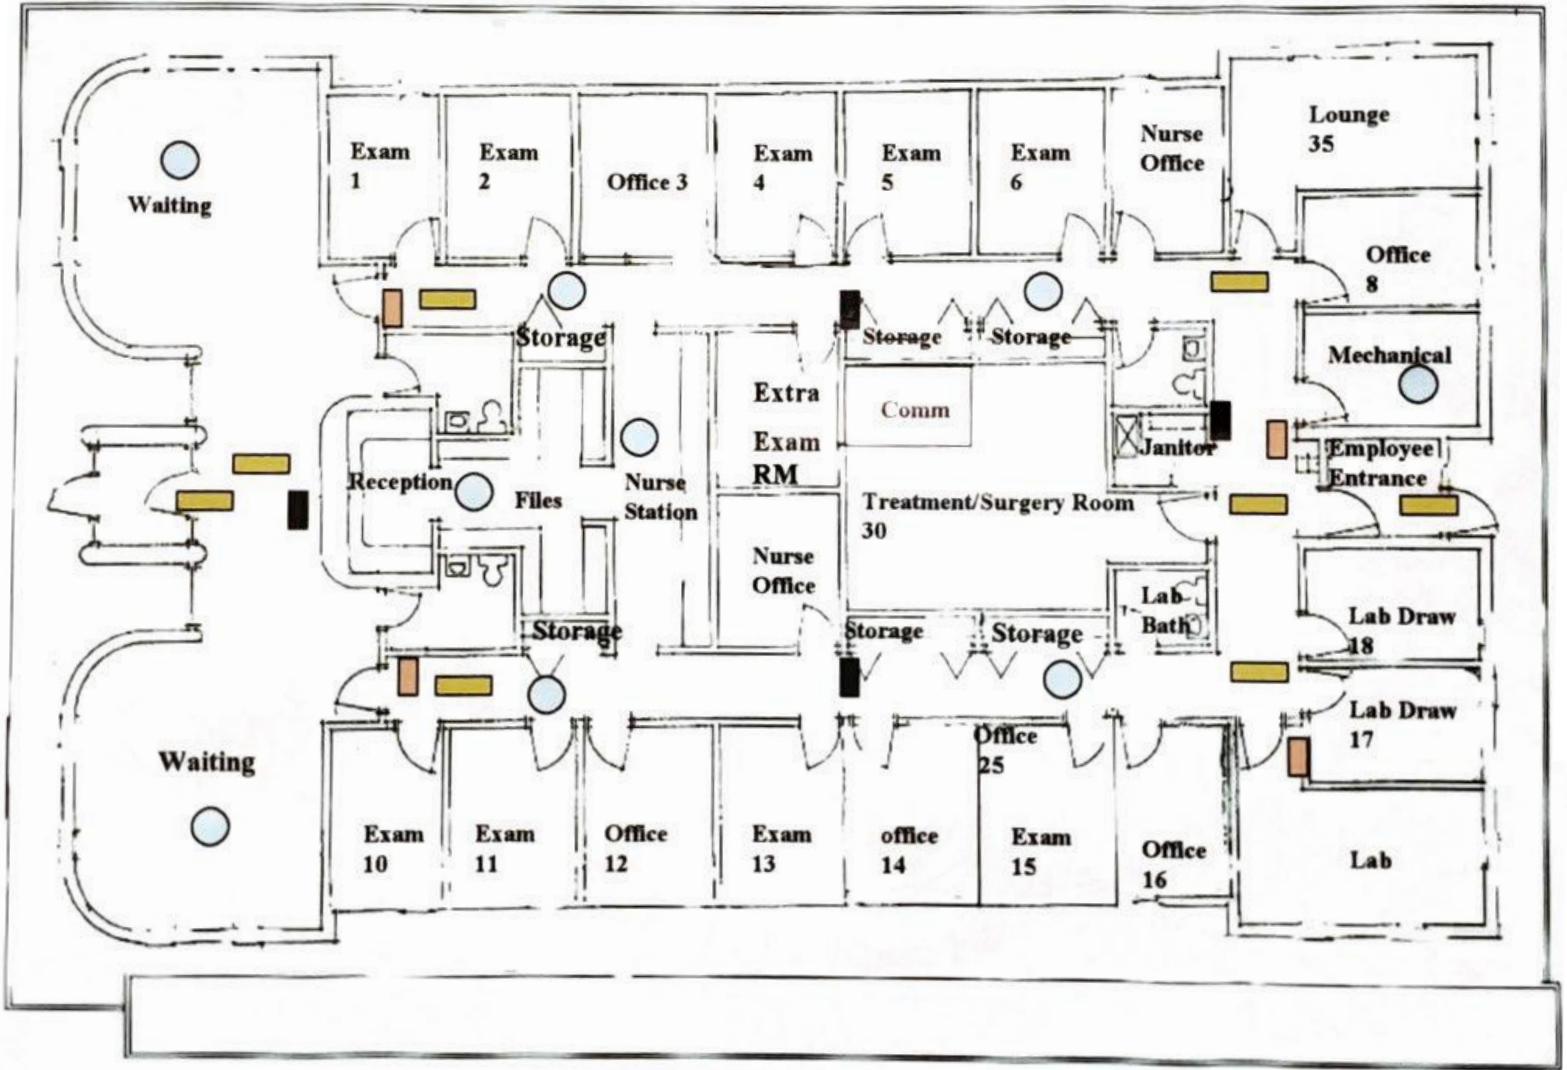 Waiting
Exam
1
Exam
2
Office 3
Exam
4
Exam
5
Exam
6
Nurse
Office
Lounge
35
Office
8
Storage
Storage
Storage
Mechanical
Extra
Exam
RM
Comm
Janitor
Employee
Entrance
Reception
Files
Nurse
Station
Treatment/Surgery Room
30
Nurse
Office
Lab
Bath
Lab Draw
18
Storage
Storage
Storage
Lab Draw
17
Waiting
Office
25
Exam
10
Exam
11
Office
12
Exam
13
office
14
Exam
15
Office
16
Lab